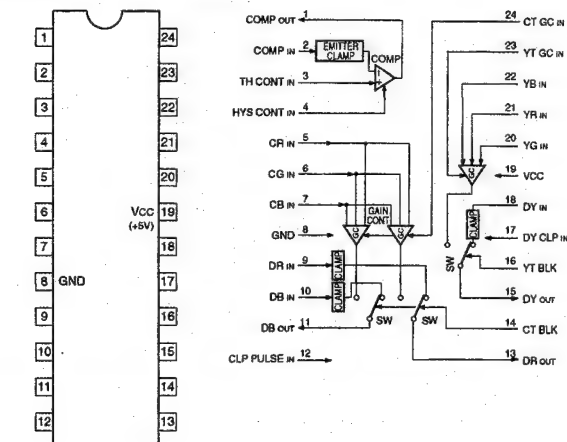 1
24
2
23
3
22
4
21
5
20
6
VCC
19
(+5V)
7
18
8
GND
17
9
16
10
15
11
14
12
13
COMP OUT 1
COMP IN 2
EMITTER
CLAMP
COMP
TH CONT IN 3
HYS CONT IN 4
CR IN 5
CG IN 6
CB IN 7
GAIN
CONT
GC
GC
GND 8
DR IN 9
CLAMP
DB IN 10
CLAMP
DB OUT 11
SW
SW
CLP PULSE IN 12
24 CT GC IN
23 YT GC IN
22 YB IN
21 YR IN
20 YG IN
GC
19 VCC
18 DY IN
CLAMP
17 DY CLP IN
SW
16 YT BLK
15 DY OUT
14 CT BLK
13 DR OUT